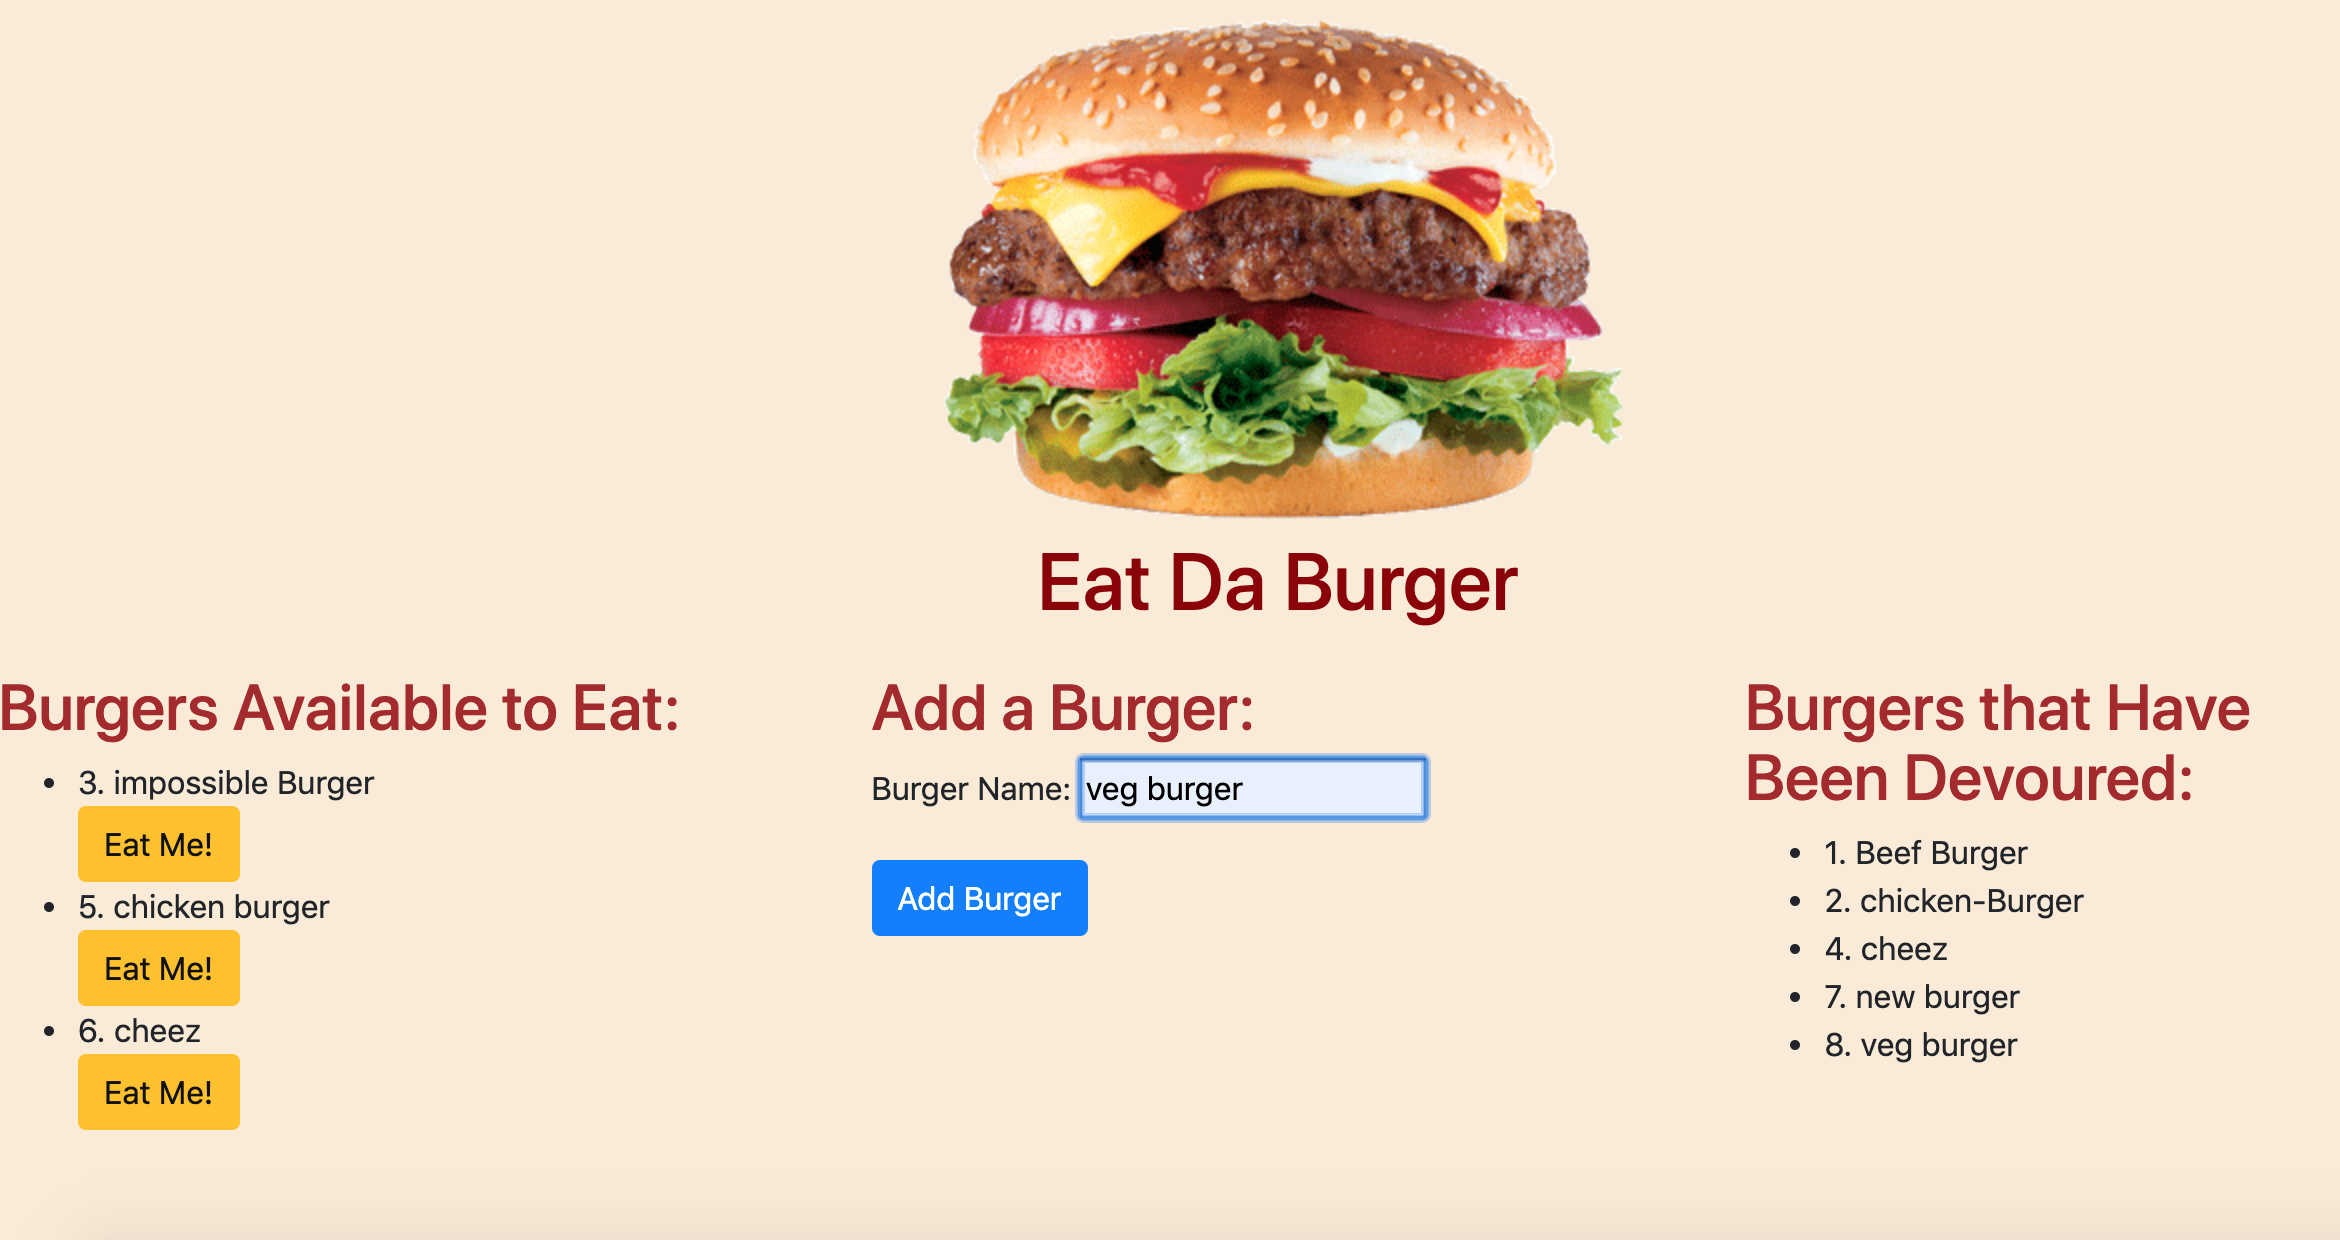 Eat Da Burger
Burgers Available to Eat:
• 3. impossible Burger
Eat Me!
• 5. chicken burger
Eat Me!
• 6. cheez
Eat Me!
Add a Burger:
Burger Name: veg burger
Add Burger
Burgers that Have
Been Devoured:
• 1. Beef Burger
• 2. chicken-Burger
• 4. cheez
• 7. new burger
• 8. veg burger